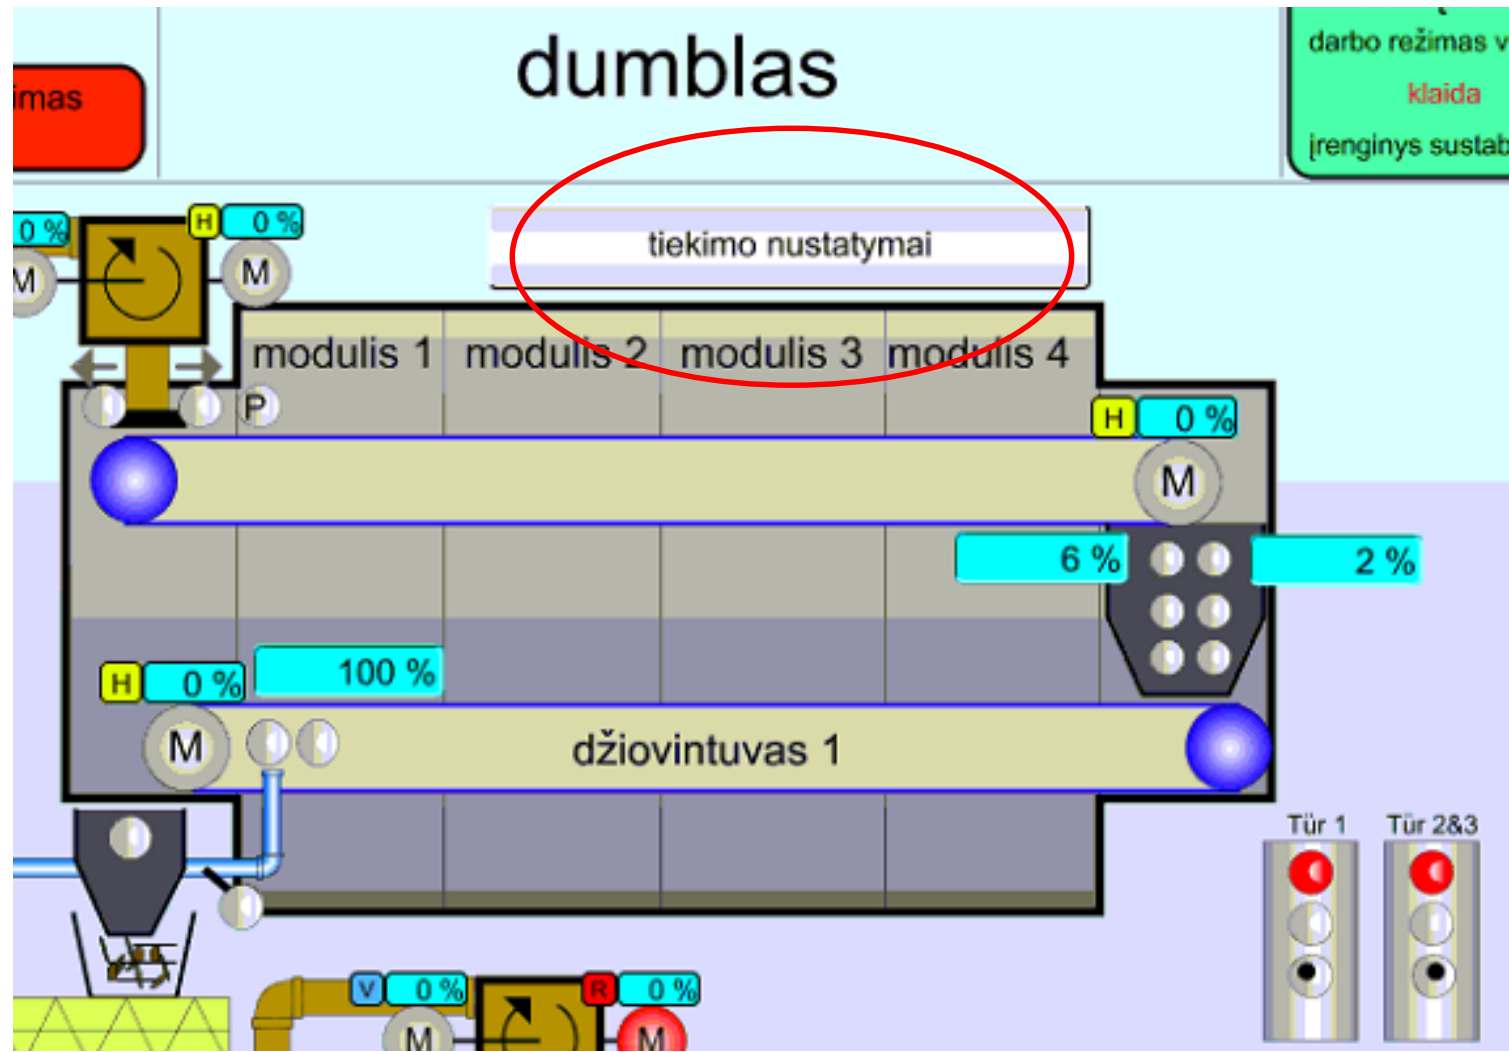 dumblas
imas
darbo režimas v
klaida
įrenginys sustab
0 %
H
0 %
M
M
tiekimo nustatymai
modulis 1
modulis 2
modulis 3
modulis 4
P
H
0 %
M
6 %
2 %
H
0 %
100 %
M
džiovintuvas 1
Tür 1
Tür 2&3
V
0 %
R
0 %
M
M